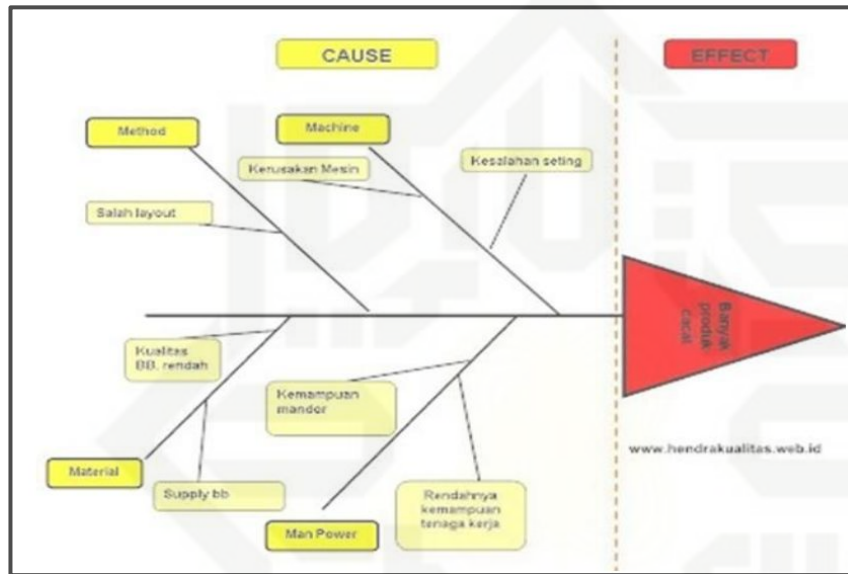 CAUSE
EFFECT
Method
Machine
Kerusakan Mesin
Kesalahan seting
Salah layout
Banyak
produk
cacat
Kualitas
BB. rendah
Kemampuan
mandor
www.hendrakualitas.web.id
Material
Supply bb
Rendahnya
kemampuan
tenaga kerja
Man Power